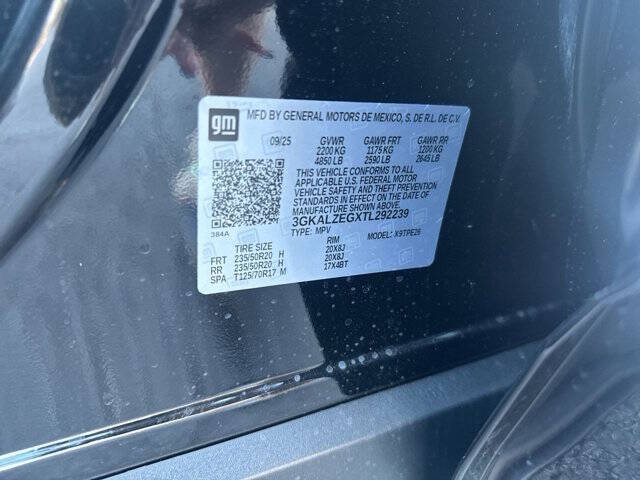 gm
MFD BY GENERAL MOTORS DE MEXICO, S. DE R.L. DE C.V.
09/25 GVWR GAWR FRT GAWR RR
2200 KG 1175 KG 1200 KG
4850 LB 2590 LB 2645 LB
THIS VEHICLE CONFORMS TO ALL
APPLICABLE U.S. FEDERAL MOTOR
VEHICLE SAFETY AND THEFT PREVENTION
STANDARDS IN EFFECT ON THE DATE OF
MANUFACTURE SHOWN ABOVE.
3GKALZEGXTL292239
384A
TYPE: MPV MODEL: X9TPE26
TIRE SIZE RIM
FRT 235/50R20 H 20X8J
RR 235/50R20 H 20X8J
SPA T125/70R17 M 17X4BT